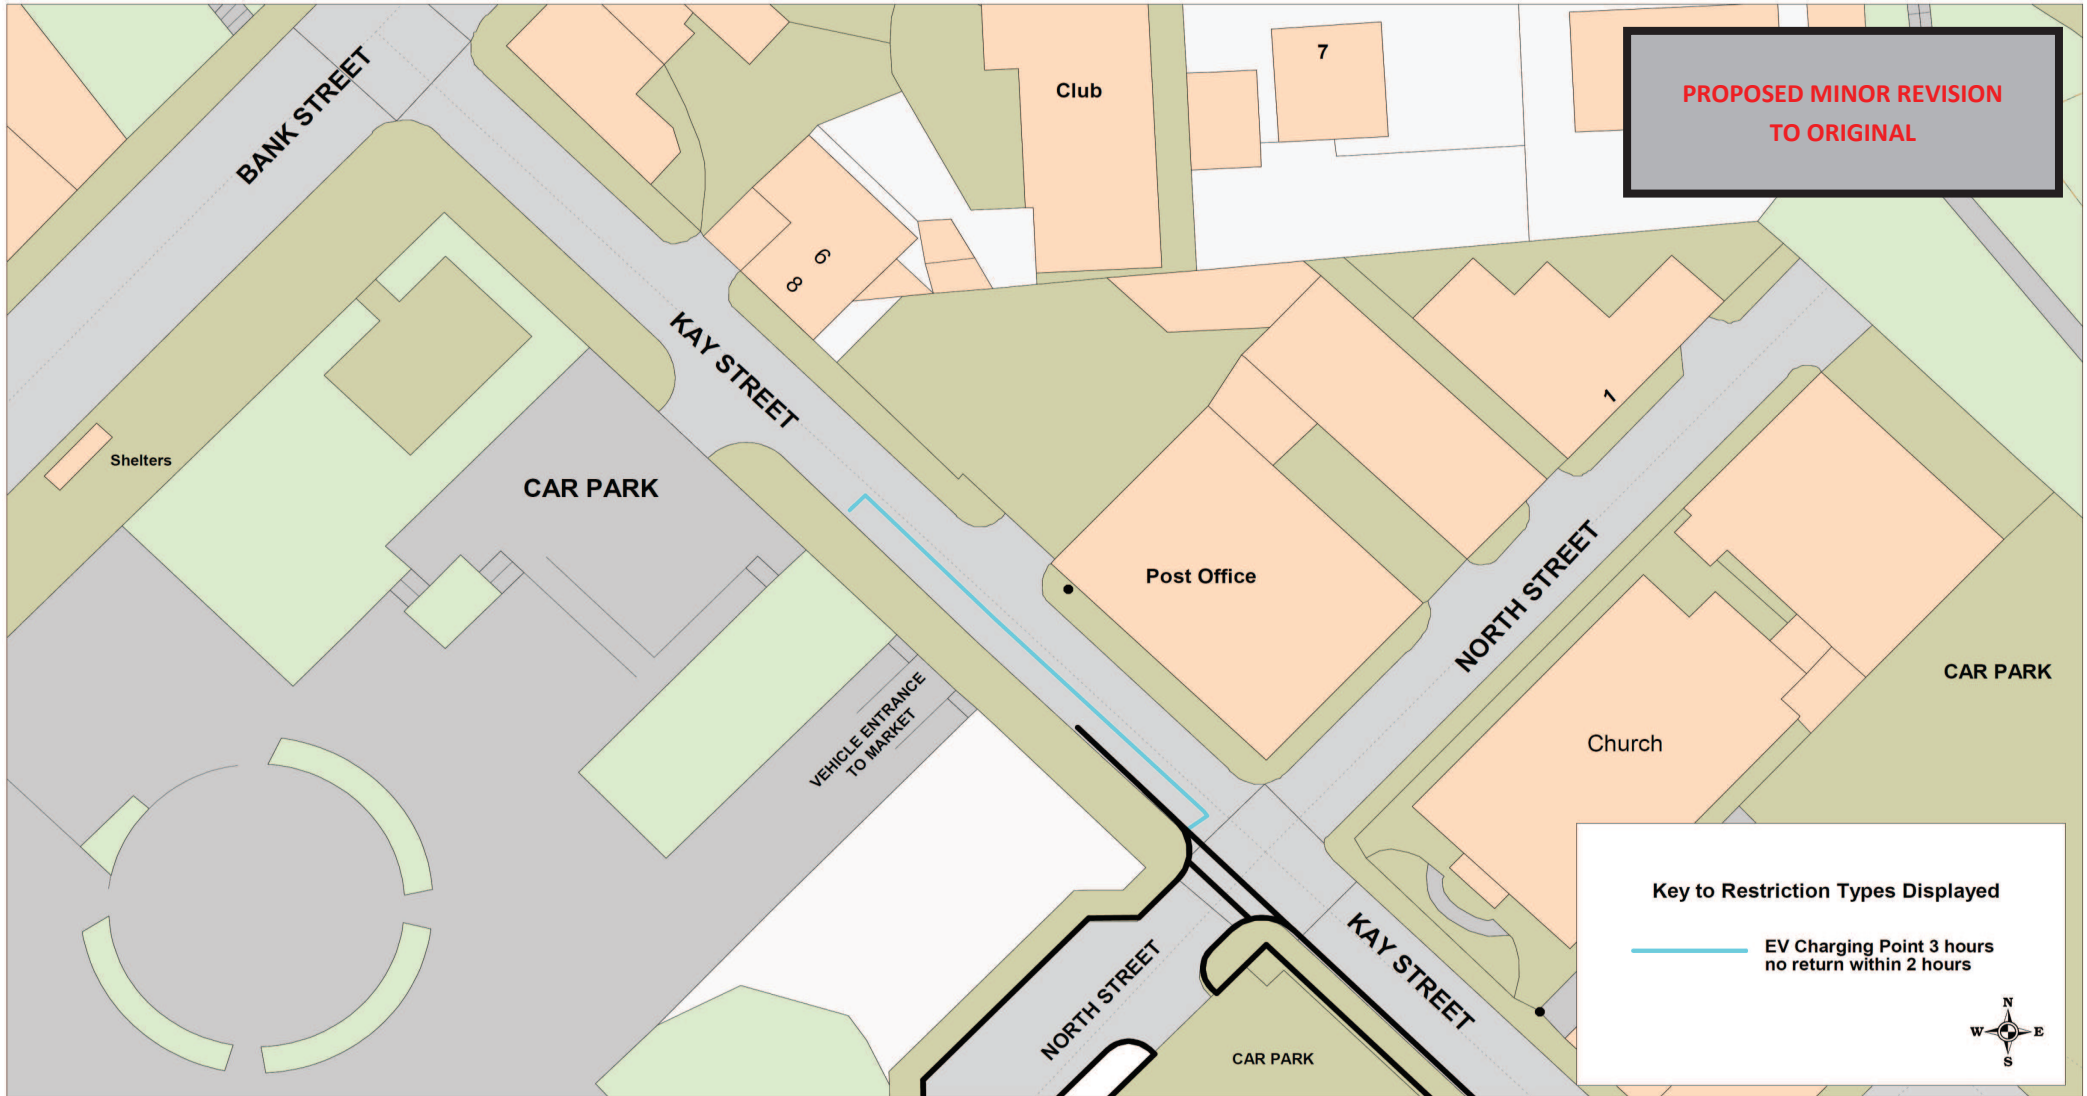 PROPOSED MINOR REVISION
TO ORIGINAL
BANK STREET
Club
7
6
8
KAY STREET
1
Shelters
CAR PARK
Post Office
NORTH STREET
VEHICLE ENTRANCE
TO MARKET
CAR PARK
Church
KAY STREET
NORTH STREET
CAR PARK
Key to Restriction Types Displayed
EV Charging Point 3 hours
no return within 2 hours
N
W E
S